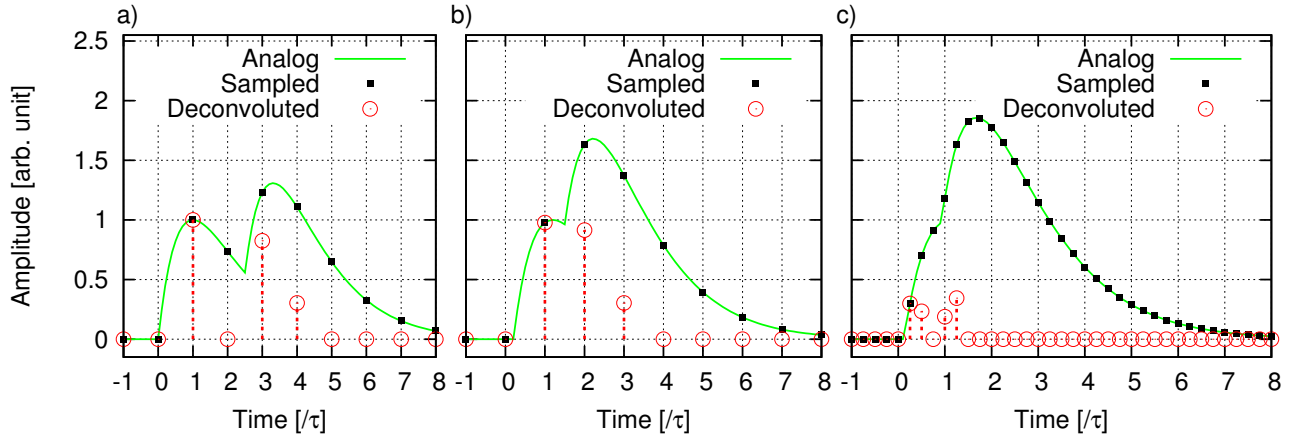 a) b) c)
Amplitude [arb. unit]
2.5
2
1.5
1
0.5
0
Analog
Sampled
Deconvoluted
-1 0 1 2 3 4 5 6 7 8
Time [/τ]
Analog
Sampled
Deconvoluted
-1 0 1 2 3 4 5 6 7 8
Time [/τ]
Analog
Sampled
Deconvoluted
-1 0 1 2 3 4 5 6 7 8
Time [/τ]